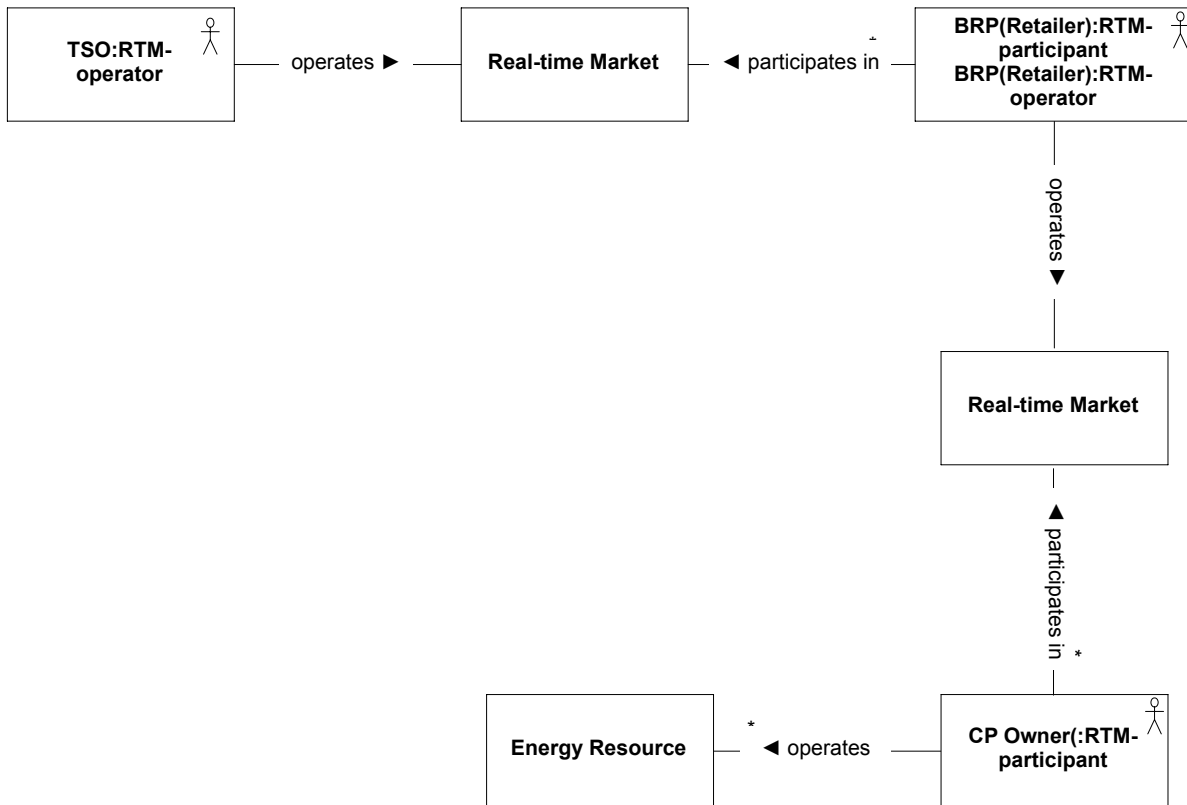 TSO:RTM-
operator
operates ►
Real-time Market
◄ participates in
*
BRP(Retailer):RTM-
participant
BRP(Retailer):RTM-
operator
operates ►
Real-time Market
participates in ►
*
Energy Resource
*
◄ operates
CP Owner(:RTM-
participant